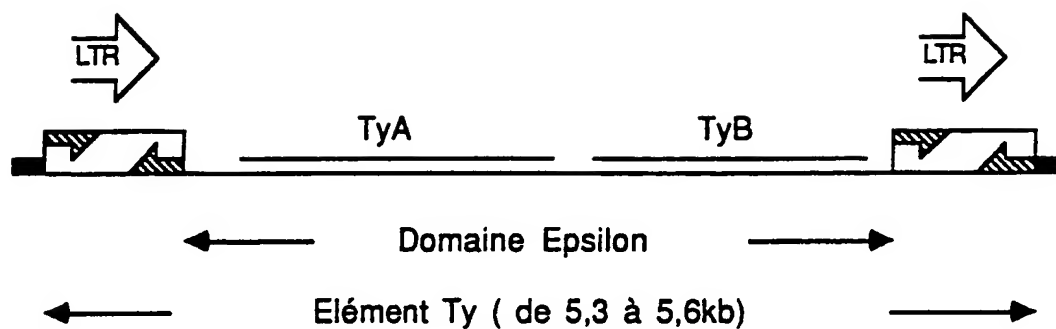 LTR LTR
TyA TyB
Domaine Epsilon
Elément Ty ( de 5,3 à 5,6kb)